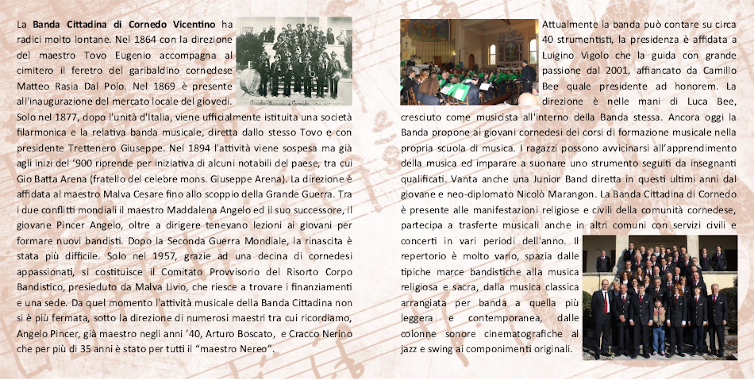 La Banda Cittadina di Cornedo Vicentino ha
radici molto lontane. Nel 1864 con la direzione
del maestro Tovo Eugenio accompagna al
cimitero il feretro del garibaldino cornedese
Matteo Rasia Dal Polo. Nel 1869 è presente
all'inaugurazione del mercato locale del giovedì.
Solo nel 1877, dopo l'unità d'Italia, viene ufficialmente istituita una società
filarmonica e la relativa banda musicale, diretta dallo stesso Tovo e con
presidente Trettenero Giuseppe. Nel 1894 l'attività viene sospesa ma già
agli inizi del '900 riprende per iniziativa di alcuni notabili del paese, tra cui
Gio Batta Arena (fratello del celebre mons. Giuseppe Arena). La direzione è
affidata al maestro Malva Cesare fino allo scoppio della Grande Guerra. Tra
i due conflitti mondiali il maestro Maddalena Angelo ed il suo successore, il
giovane Pincer Angelo, oltre a dirigere tenevano lezioni ai giovani per
formare nuovi bandisti. Dopo la Seconda Guerra Mondiale, la rinascita è
stata più difficile. Solo nel 1957, grazie ad una decina di cornedesi
appassionati, si costituisce il Comitato Provvisorio del Risorto Corpo
Bandistico, presieduto da Malva Livio, che riesce a trovare i finanziamenti
e una sede. Da quel momento l'attività musicale della Banda Cittadina non
si è più fermata, sotto la direzione di numerosi maestri tra cui ricordiamo,
Angelo Pincer, già maestro negli anni '40, Arturo Boscato, e Cracco Nerino
che per più di 35 anni è stato per tutti il "maestro Nereo".
Attualmente la banda può contare su circa
40 strumentisti, la presidenza è affidata a
Luigino Vigolo che la guida con grande
passione dal 2001, affiancato da Camillo
Bee quale presidente ad honorem. La
direzione è nelle mani di Luca Bee,
cresciuto come musicista all'interno della Banda stessa. Ancora oggi la
Banda propone ai giovani cornedesi dei corsi di formazione musicale nella
propria scuola di musica. I ragazzi possono avvicinarsi all'apprendimento
della musica ed imparare a suonare uno strumento seguiti da insegnanti
qualificati. Vanta anche una Junior Band diretta in questi ultimi anni dal
giovane e neo-diplomato Nicolò Marangon. La Banda Cittadina di Cornedo
è presente alle manifestazioni religiose e civili della comunità cornedese,
partecipa a trasferte musicali anche in altri comuni con servizi civili e
concerti in vari periodi dell'anno. Il
repertorio è molto vario, spazia dalle
tipiche marce bandistiche alla musica
religiosa e sacra, dalla musica classica
arrangiata per banda a quella più
leggera e contemporanea, dalle
colonne sonore cinematografiche al
jazz e swing ai componimenti originali.